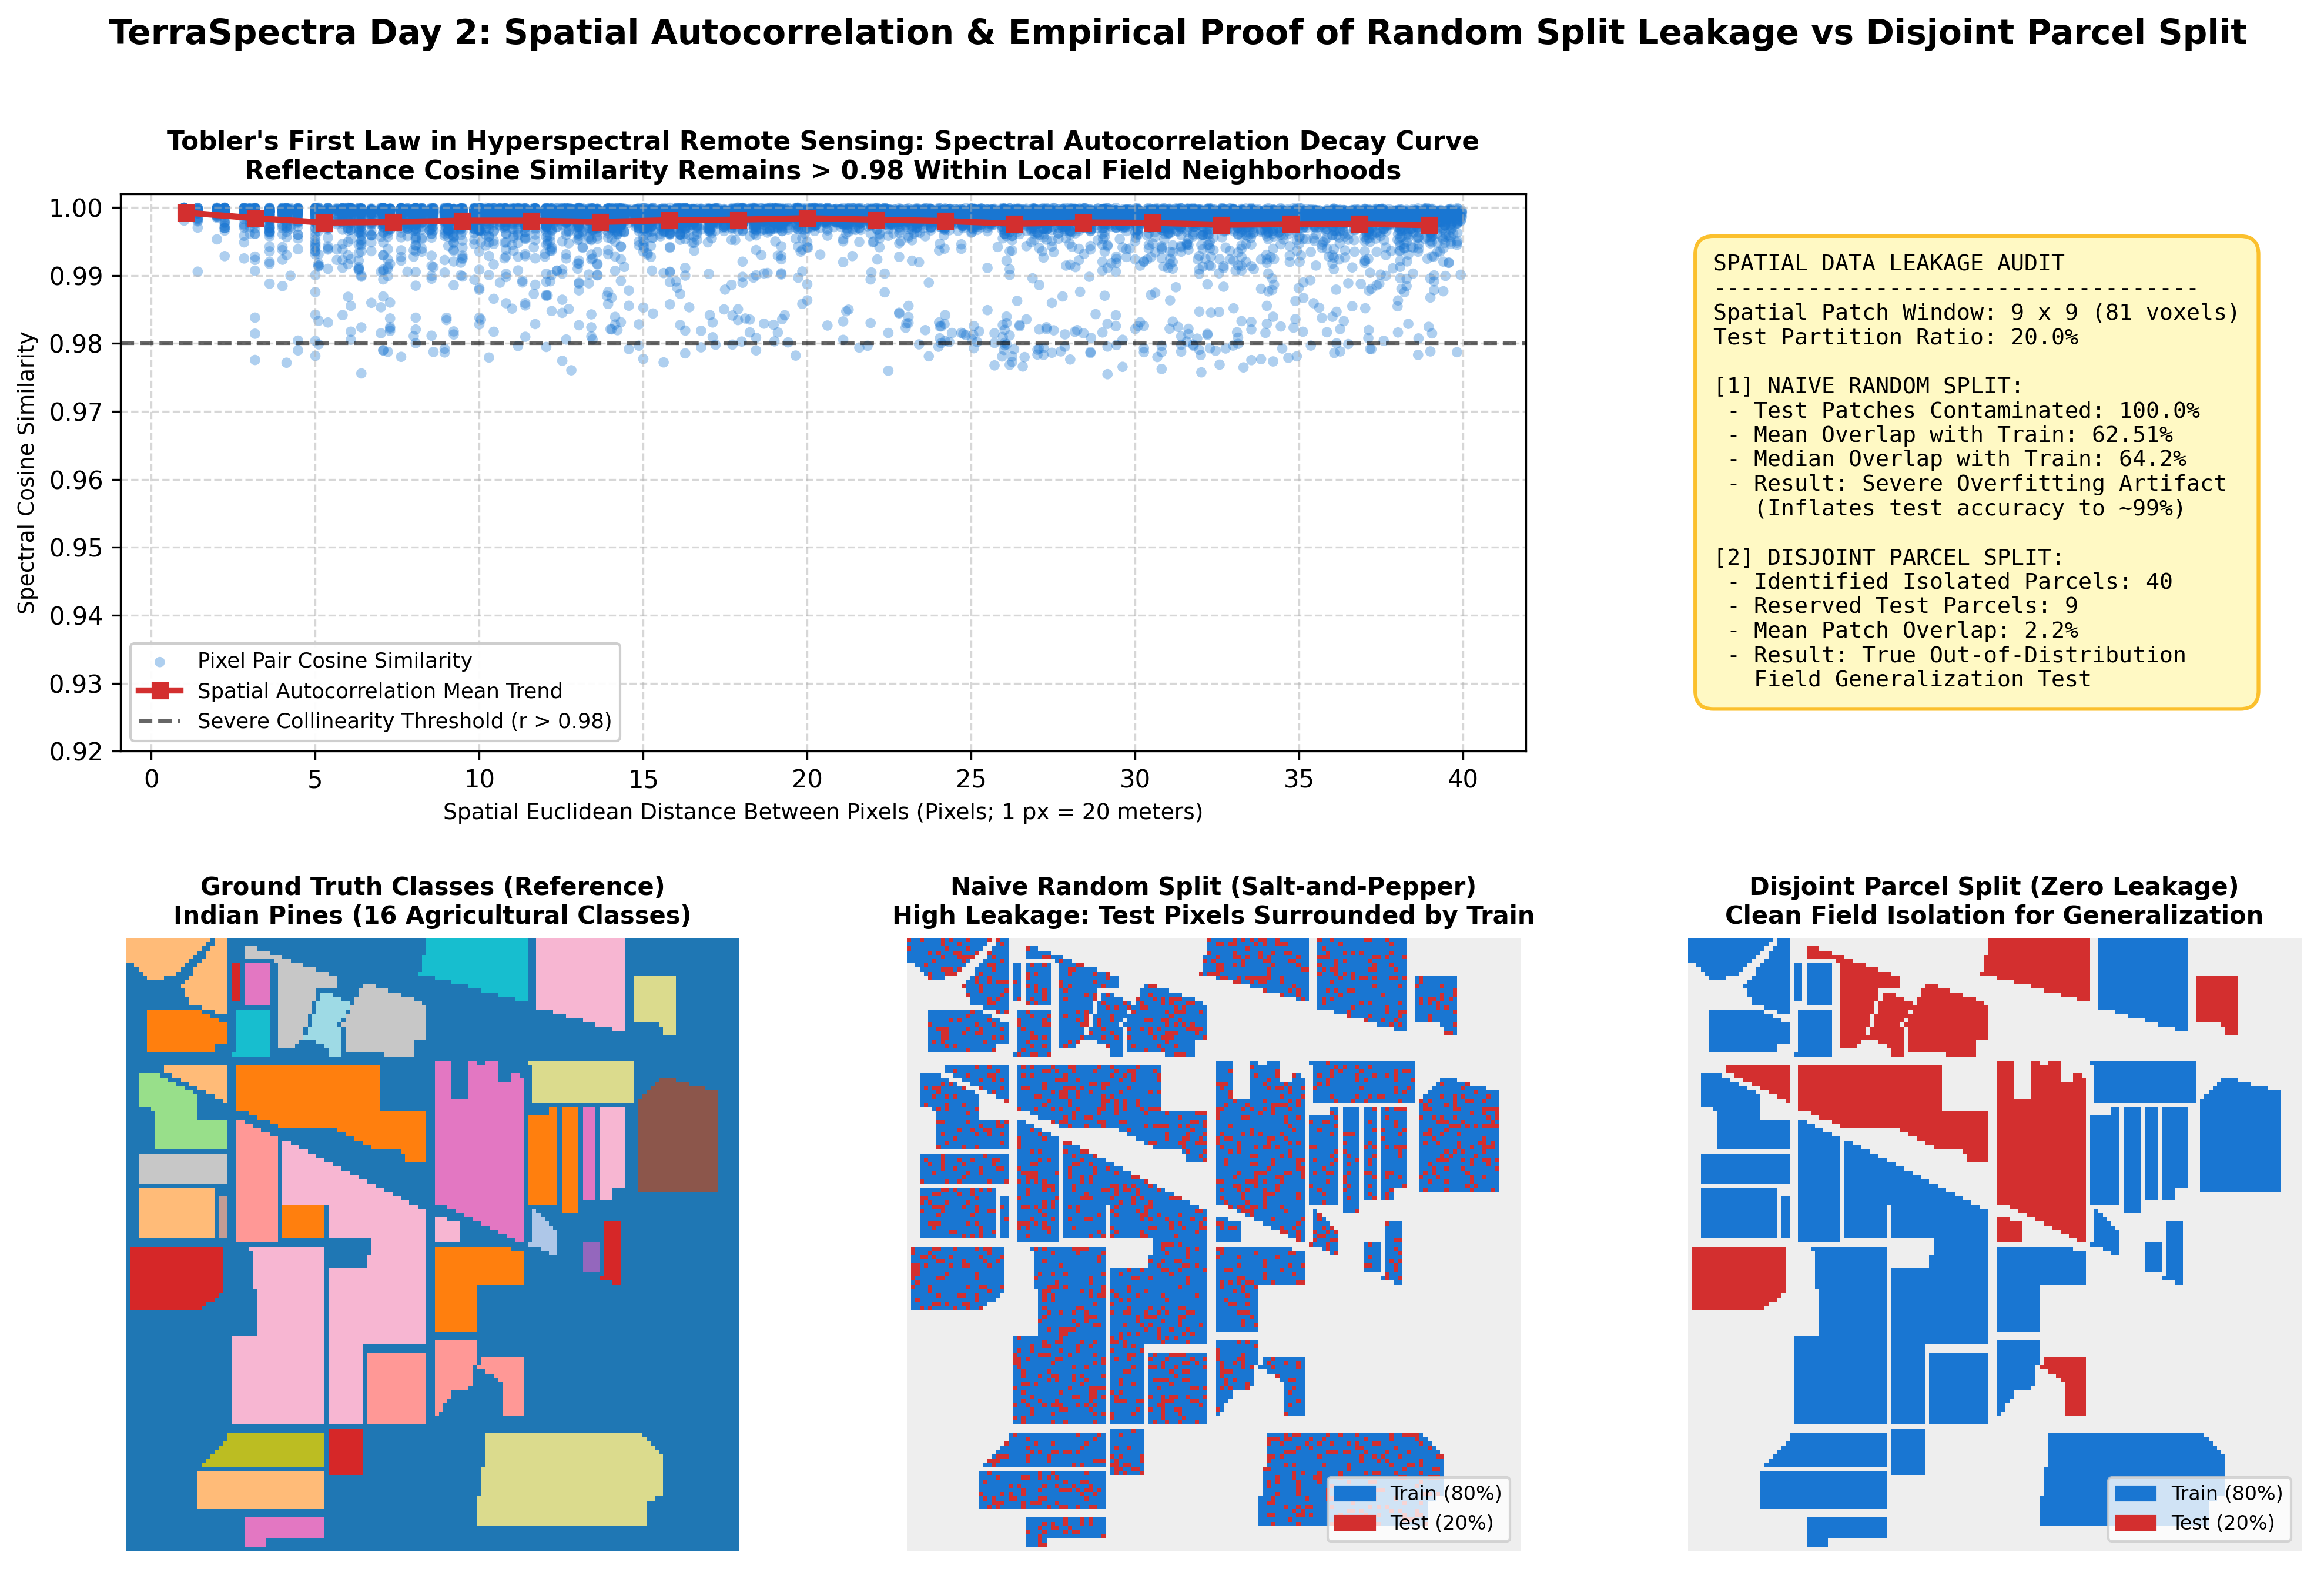 TerraSpectra Day 2: Spatial Autocorrelation & Empirical Proof of Random Split Leakage vs Disjoint Parcel Split
Tobler's First Law in Hyperspectral Remote Sensing: Spectral Autocorrelation Decay Curve
Reflectance Cosine Similarity Remains > 0.98 Within Local Field Neighborhoods
Spectral Cosine Similarity
1.00
0.99
0.98
0.97
0.96
0.95
0.94
0.93
0.92
Pixel Pair Cosine Similarity
Spatial Autocorrelation Mean Trend
Severe Collinearity Threshold (r > 0.98)
0 5 10 15 20 25 30 35 40
Spatial Euclidean Distance Between Pixels (Pixels; 1 px = 20 meters)
SPATIAL DATA LEAKAGE AUDIT
------------------------------------
Spatial Patch Window: 9 x 9 (81 voxels)
Test Partition Ratio: 20.0%
[1] NAIVE RANDOM SPLIT:
- Test Patches Contaminated: 100.0%
- Mean Overlap with Train: 62.51%
- Median Overlap with Train: 64.2%
- Result: Severe Overfitting Artifact
(Inflates test accuracy to ~99%)
[2] DISJOINT PARCEL SPLIT:
- Identified Isolated Parcels: 40
- Reserved Test Parcels: 9
- Mean Patch Overlap: 2.2%
- Result: True Out-of-Distribution
Field Generalization Test
Ground Truth Classes (Reference)
Indian Pines (16 Agricultural Classes)
Naive Random Split (Salt-and-Pepper)
High Leakage: Test Pixels Surrounded by Train
Train (80%)
Test (20%)
Disjoint Parcel Split (Zero Leakage)
Clean Field Isolation for Generalization
Train (80%)
Test (20%)